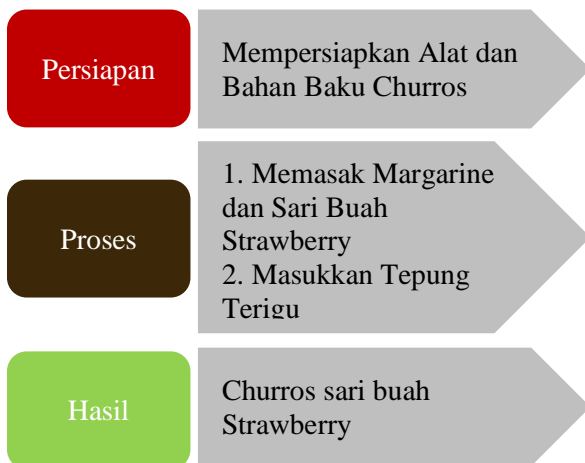 Persiapan
Mempersiapkan Alat dan
Bahan Baku Churros
Proses
1. Memasak Margarine
dan Sari Buah
Strawberry
2. Masukkan Tepung
Terigu
Hasil
Churros sari buah
Strawberry